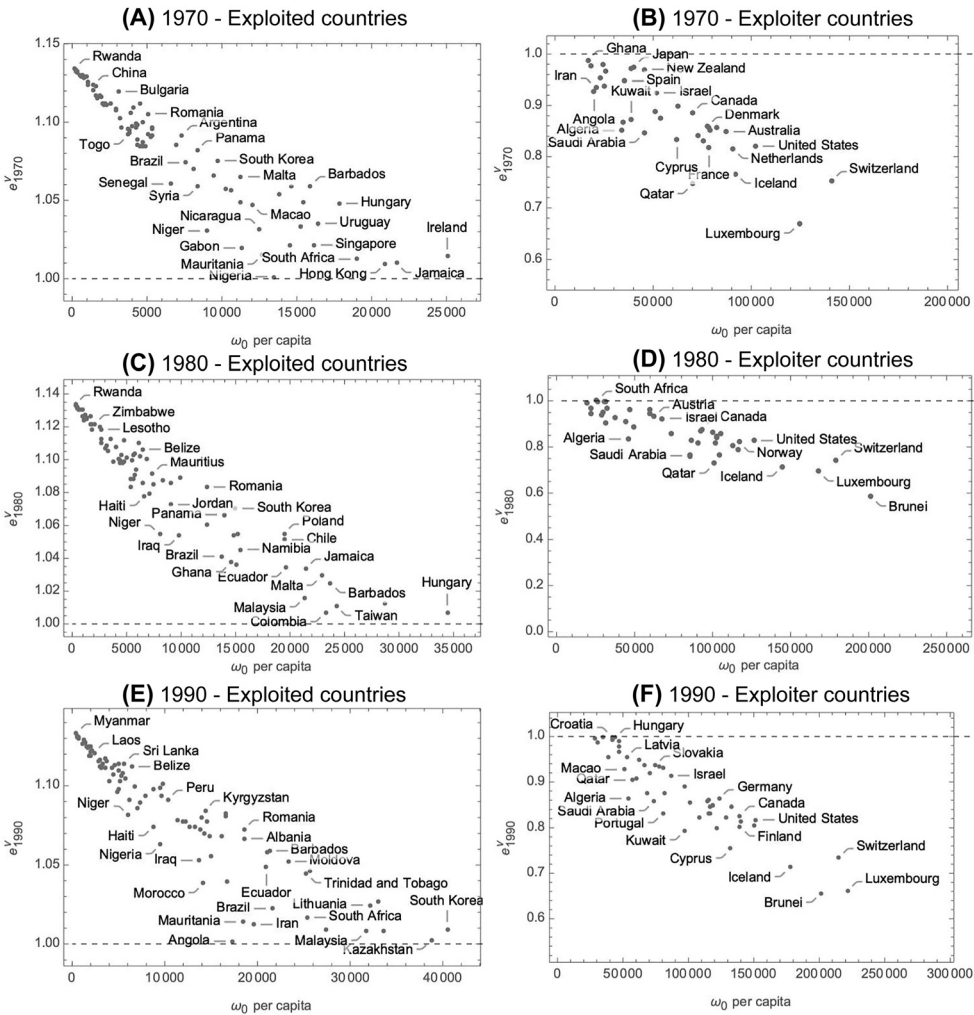 (A) 1970 - Exploited countries
1.15
1.10
1.05
1.00
e^v_1970
Rwanda
China
Bulgaria
Romania
Argentina
Togo
Panama
Brazil
South Korea
Senegal
Malta
Barbados
Syria
Hungary
Nicaragua
Macao
Niger
Uruguay
Ireland
Gabon
Singapore
Mauritania
South Africa
Nigeria
Hong Kong
Jamaica
0
5000
10000
15000
20000
25000
ω0 per capita
(B) 1970 - Exploiter countries
1.0
0.9
0.8
0.7
0.6
e^v_1970
Ghana
Japan
New Zealand
Iran
Spain
Kuwait
Israel
Canada
Angola
Denmark
Algeria
Australia
Saudi Arabia
United States
Netherlands
Cyprus
France
Switzerland
Iceland
Qatar
Luxembourg
0
50000
100000
150000
200000
ω0 per capita
(C) 1980 - Exploited countries
1.14
1.12
1.10
1.08
1.06
1.04
1.02
1.00
e^v_1980
Rwanda
Zimbabwe
Lesotho
Belize
Mauritius
Romania
Haiti
Jordan
South Korea
Panama
Niger
Poland
Chile
Iraq
Namibia
Brazil
Jamaica
Ghana
Ecuador
Malta
Barbados
Hungary
Malaysia
Taiwan
Colombia
0
5000
10000
15000
20000
25000
30000
35000
ω0 per capita
(D) 1980 - Exploiter countries
1.0
0.8
0.6
0.4
0.2
0.0
e^v_1980
South Africa
Austria
Israel
Canada
Algeria
United States
Saudi Arabia
Norway
Switzerland
Qatar
Iceland
Luxembourg
Brunei
0
50000
100000
150000
200000
250000
ω0 per capita
(E) 1990 - Exploited countries
1.10
1.05
1.00
e^v_1990
Myanmar
Laos
Sri Lanka
Belize
Peru
Niger
Kyrgyzstan
Romania
Haiti
Albania
Nigeria
Barbados
Iraq
Moldova
Trinidad and Tobago
Morocco
Ecuador
Brazil
Lithuania
South Korea
Mauritania
Iran
South Africa
Angola
Malaysia
Kazakhstan
0
10000
20000
30000
40000
ω0 per capita
(F) 1990 - Exploiter countries
1.0
0.9
0.8
0.7
0.6
e^v_1990
Croatia
Hungary
Latvia
Slovakia
Macao
Israel
Qatar
Germany
Algeria
Canada
Saudi Arabia
Portugal
United States
Kuwait
Finland
Cyprus
Switzerland
Iceland
Luxembourg
Brunei
0
50000
100000
150000
200000
250000
300000
ω0 per capita